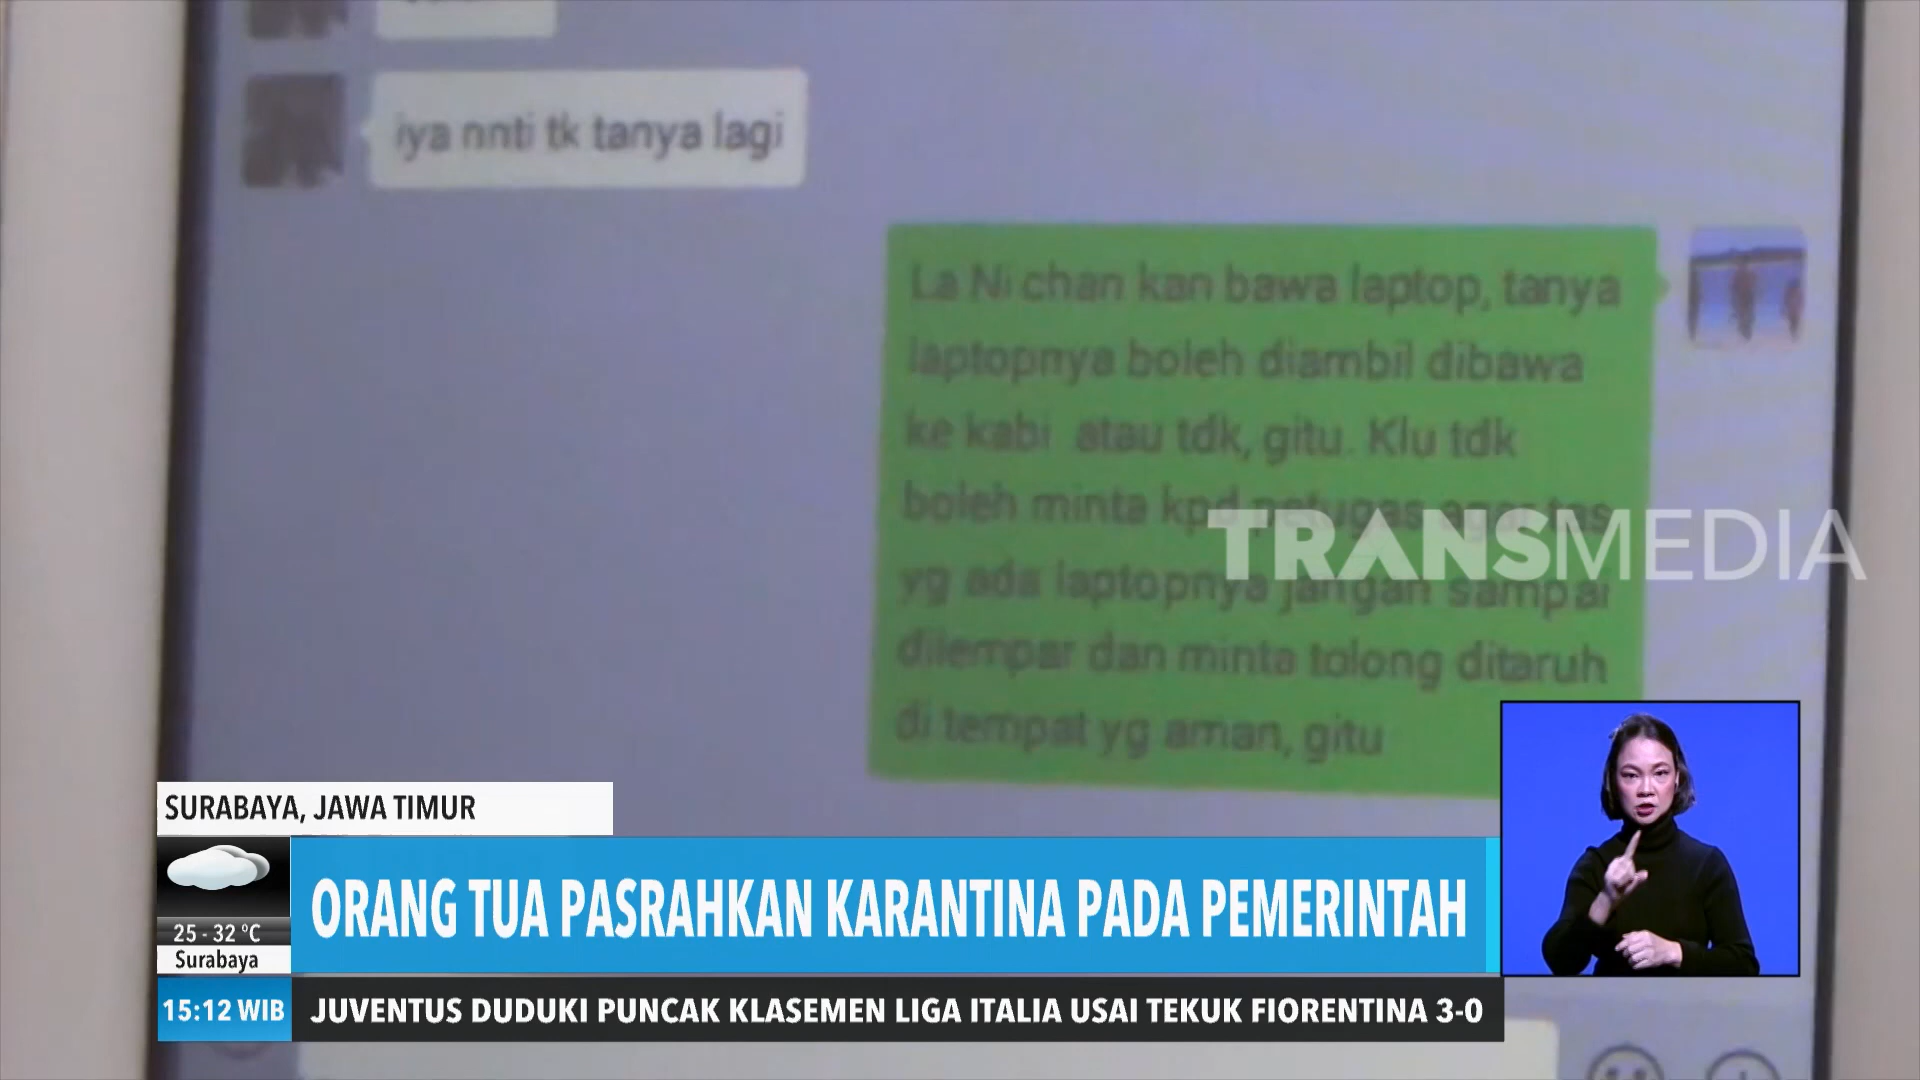 iya nnti tk tanya lagi
La Ni chan kan bawa laptop, tanya
laptopnya boleh diambil dibawa
ke kabi atau tdk, gitu. Klu tdk
boleh minta kpd petugas agar tas
yg ada laptopnya jangan sampai
dilempar dan minta tolong ditaruh
di tempat yg aman, gitu
TRANSMEDIA
SURABAYA, JAWA TIMUR
ORANG TUA PASRAHKAN KARANTINA PADA PEMERINTAH
25 - 32 °C
Surabaya
15:12 WIB
JUVENTUS DUDUKI PUNCAK KLASEMEN LIGA ITALIA USAI TEKUK FIORENTINA 3-0